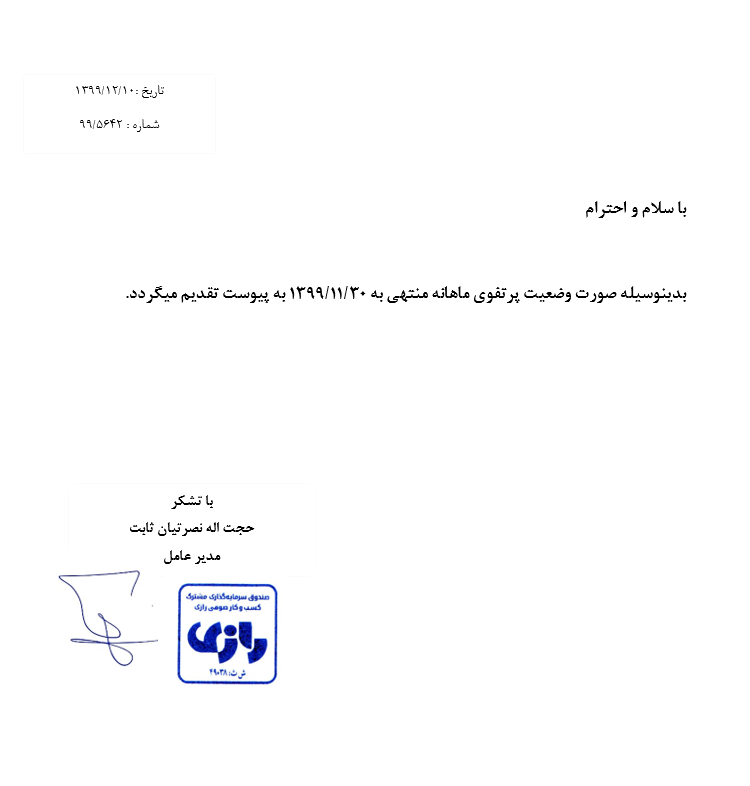 تاریخ :۱۳۹۹/۱۲/۱۰
شماره : ۹۹/۵۶۴۲
با سلام و احترام
بدینوسیله صورت وضعیت پرتفوی ماهانه منتهی به ۱۳۹۹/۱۱/۳۰ به پیوست تقدیم میگردد.
با تشکر
حجت اله نصرتیان ثابت
مدیر عامل
صندوق سرمایه‌گذاری مشترک
کسب و کار صوفی رازی
رازی
ش ث: ۴۹۰۳۸